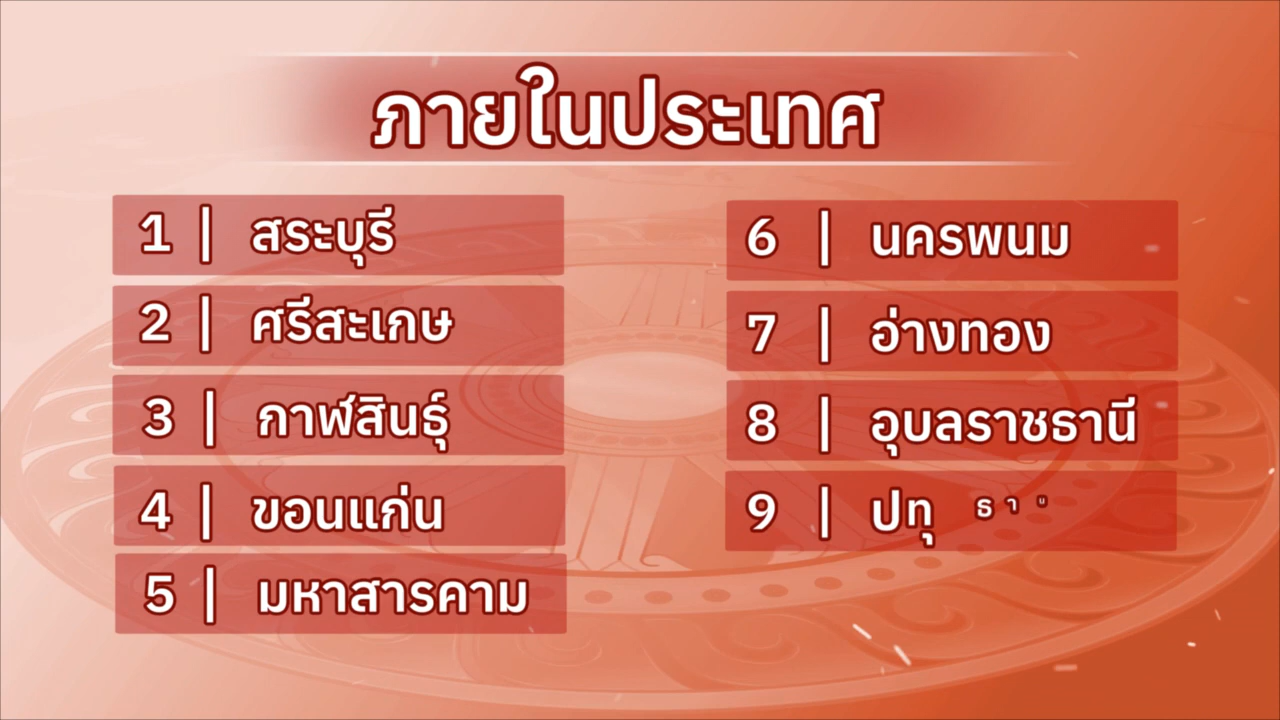 ภายในประเทศ
1 | สระบุรี
2 | ศรีสะเกษ
3 | กาฬสินธุ์
4 | ขอนแก่น
5 | มหาสารคาม
6 | นครพนม
7 | อ่างทอง
8 | อุบลราชธานี
9 | ปทุ ธา